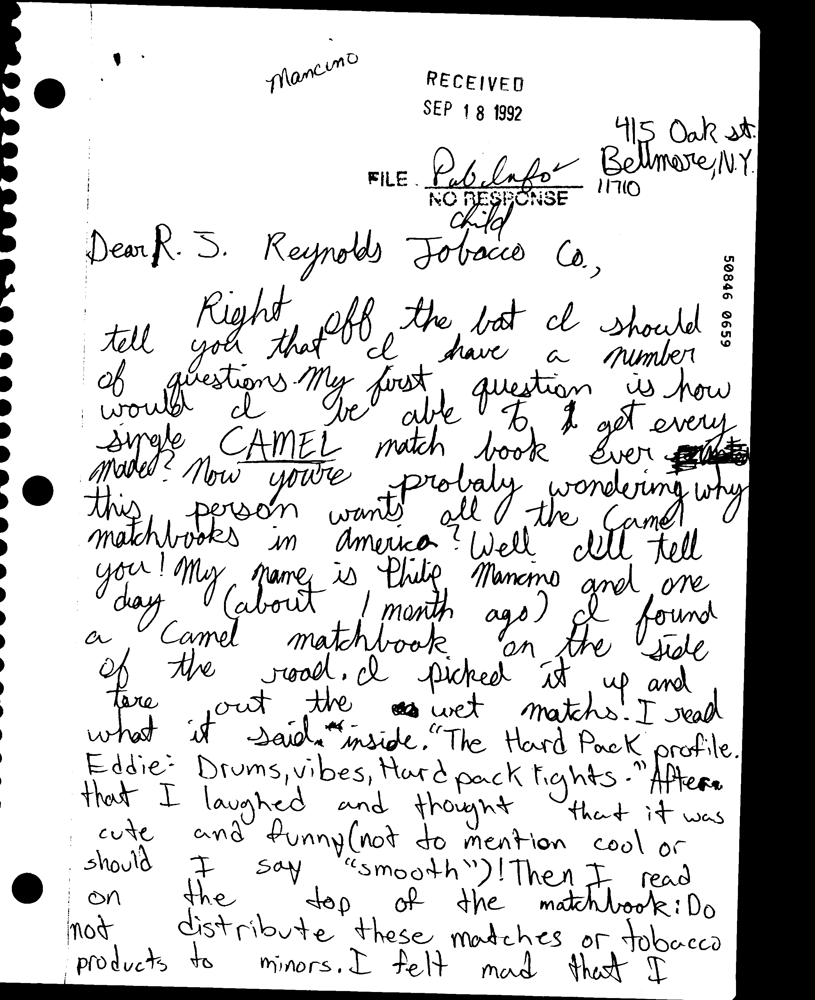 Mancino
RECEIVED
SEP 18 1992
415 Oak st.
Bellmore, N.Y.
11710
FILE Pub Info
NO RESPONSE
child
Dear R. J. Reynolds Tobacco Co.,
Right off the bat I should
tell you that I have a number
of questions. My first question is how
would I be able to get every
single CAMEL match book ever
made? Now youre probaly wondering why
this person wants all the Camel
matchbooks in America? Well I'll tell
you! My name is Philip Mancino and one
day (about 1 month ago) I found
a Camel matchbook on the side
of the road. I picked it up and
tore out the wet matchs. I read
what it said inside. "The Hard Pack profile.
Eddie: Drums, vibes, Hard pack Lights." After
that I laughed and thought that it was
cute and funny (not to mention cool or
should I say "smooth")! Then I read
on the top of the matchbook: Do
not distribute these matches or tobacco
products to minors. I felt mad that I
50846 0659